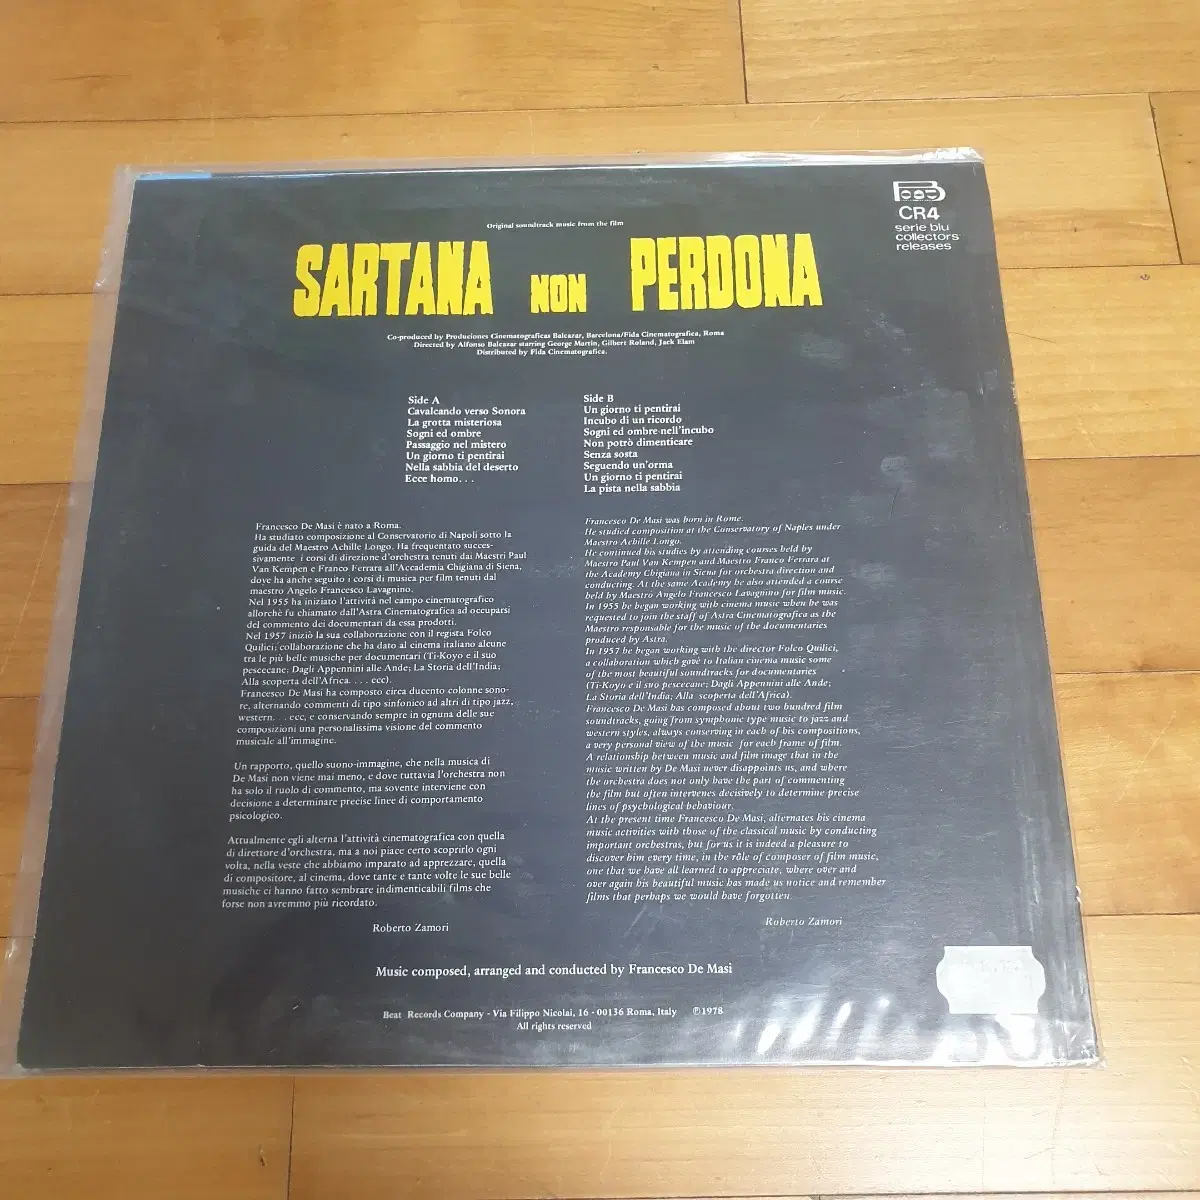 Original soundtrack music from the film
SARTANA NON PERDONA
BEAT
CR4
serie blu
collectors
releases
Co-produced by Produciones Cinematograficas Balcazar, Barcelona/Fida Cinematografica, Roma
Directed by Alfonso Balcazar starring George Martin, Gilbert Roland, Jack Elam
Distributed by Fida Cinematografica.
Side A
Cavalcando verso Sonora
La grotta misteriosa
Sogni ed ombre
Passaggio nel mistero
Un giorno ti pentirai
Nella sabbia del deserto
Ecce homo...
Side B
Un giorno ti pentirai
Incubo di un ricordo
Sogni ed ombre nell'incubo
Non potrò dimenticare
Senza sosta
Seguendo un'orma
Un giorno ti pentirai
La pista nella sabbia
Francesco De Masi è nato a Roma.
Ha studiato composizione al Conservatorio di Napoli sotto la
guida del Maestro Achille Longo. Ha frequentato succes-
sivamente i corsi di direzione d'orchestra tenuti dai Maestri Paul
Van Kempen e Franco Ferrara all'Accademia Chigiana di Siena,
dove ha anche seguito i corsi di musica per film tenuti dal
maestro Angelo Francesco Lavagnino.
Nel 1955 ha iniziato l'attività nel campo cinematografico
allorchè fu chiamato dall'Astra Cinematografica ad occuparsi
del commento dei documentari da essa prodotti.
Nel 1957 iniziò la sua collaborazione con il regista Folco
Quilici; collaborazione che ha dato al cinema italiano alcune
tra le più belle musiche per documentari (Ti-Koyo e il suo
pescecane; Dagli Appennini alle Ande; La Storia dell'India;
Alla scoperta dell'Africa. . . . ecc).
Francesco De Masi ha composto circa ducento colonne sono-
re, alternando commenti di tipo sinfonico ad altri di tipo jazz,
western. . . ecc, e conservando sempre in ognuna delle sue
composizioni una personalissima visione del commento
musicale all'immagine.
Un rapporto, quello suono-immagine, che nella musica di
De Masi non viene mai meno, e dove tuttavia l'orchestra non
ha solo il ruolo di commento, ma sovente interviene con
decisione a determinare precise linee di comportamento
psicologico.
Attualmente egli alterna l'attività cinematografica con quella
di direttore d'orchestra, ma a noi piace certo scoprirlo ogni
volta, nella veste che abbiamo imparato ad apprezzare, quella
di compositore, al cinema, dove tante e tante volte le sue belle
musiche ci hanno fatto sembrare indimenticabili films che
forse non avremmo più ricordato.
Roberto Zamori
Francesco De Masi was born in Rome.
He studied composition at the Conservatory of Naples under
Maestro Achille Longo.
He continued his studies by attending courses held by
Maestro Paul Van Kempen and Maestro Franco Ferrara at
the Academy Chigiana in Siena for orchestra direction and
conducting. At the same Academy he also attended a course
held by Maestro Angelo Francesco Lavagnino for film music.
In 1955 he began working with cinema music when he was
requested to join the staff of Astra Cinematografica as the
Maestro responsible for the music of the documentaries
produced by Astra.
In 1957 he began working with the director Folco Quilici,
a collaboration which gave to Italian cinema music some
of the most beautiful soundtracks for documentaries
(Ti-Koyo e il suo pescecane; Dagli Appennini alle Ande;
La Storia dell'India; Alla scoperta dell'Africa).
Francesco De Masi has composed about two hundred film
soundtracks, going from symphonic type music to jazz and
western styles, always conserving in each of his compositions,
a very personal view of the music for each frame of film.
A relationship between music and film image that in the
music written by De Masi never disappoints us, and where
the orchestra does not only have the part of commenting
the film but often intervenes decisively to determine precise
lines of psychological behaviour.
At the present time Francesco De Masi, alternates his cinema
music activities with those of the classical music by conducting
important orchestras, but for us it is indeed a pleasure to
discover him every time, in the rôle of composer of film music,
one that we have all learned to appreciate, where over and
over again his beautiful music has made us notice and remember
films that perhaps we would have forgotten.
Roberto Zamori
Music composed, arranged and conducted by Francesco De Masi
Beat Records Company - Via Filippo Nicolai, 16 - 00136 Roma, Italy ℗1978
All rights reserved